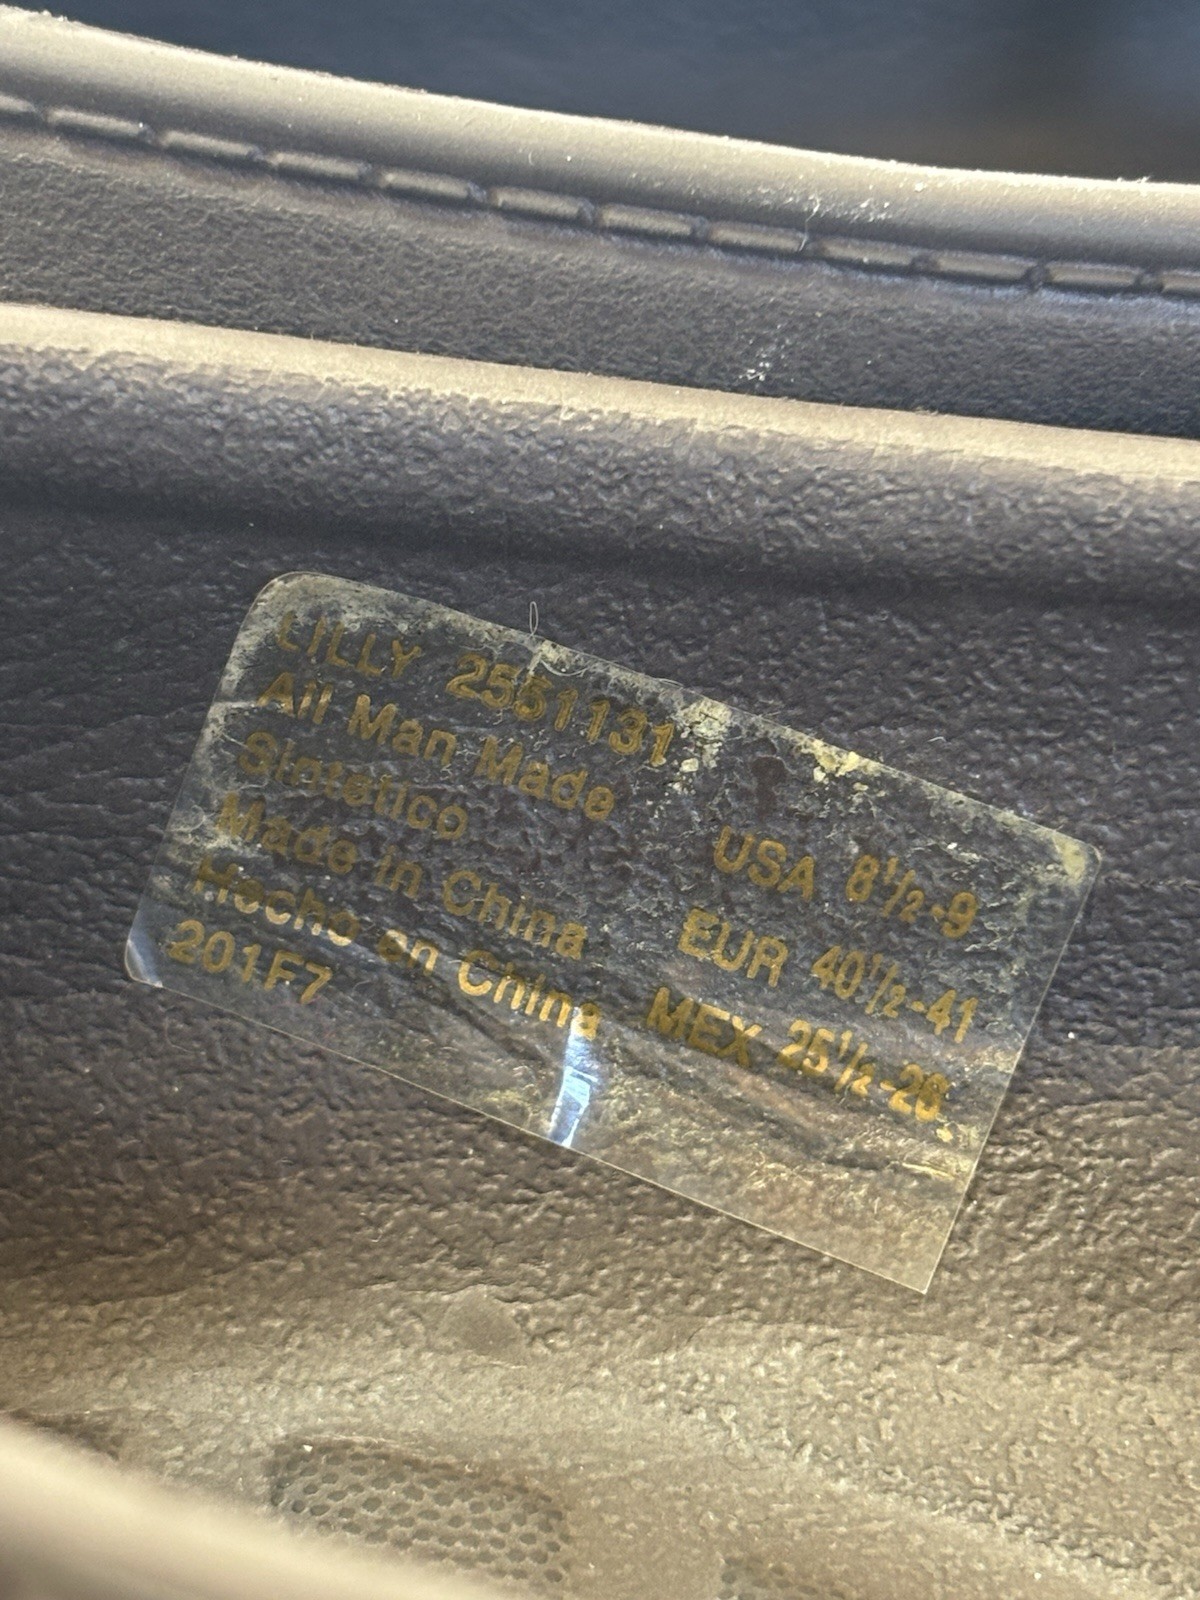 LILLY 2551131
All Man Made
Sintetico
Made in China
Hecho en China
201F7
USA 8½-9
EUR 40½-41
MEX 25½-26